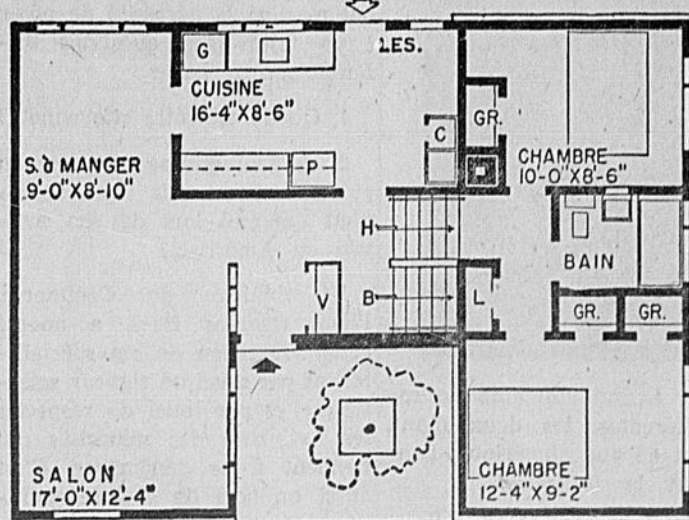 G
LES.
CUISINE
16'-4"X8'-6"
GR.
C
S. à MANGER
9'-0"X8'-10"
P
CHAMBRE
10'-0"X8'-6"
H
BAIN
V
B
L
GR.
GR.
SALON
17'-0"X12'-4"
CHAMBRE
12'-4"X9'-2"